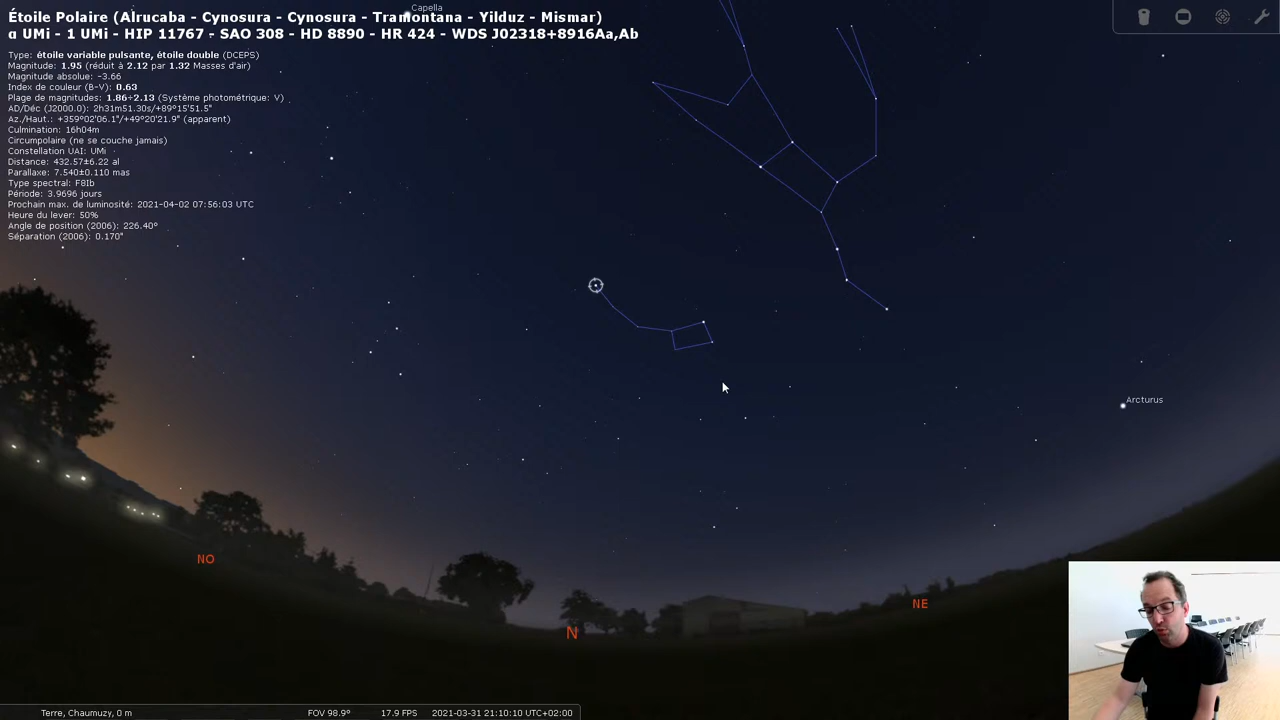 Étoile Polaire (Alrucaba - Cynosura - Cynosura - Tramontana - Yilduz - Mismar)
α UMi - 1 UMi - HIP 11767 - SAO 308 - HD 8890 - HR 424 - WDS J02318+8916Aa,Ab
Type: étoile variable pulsante, étoile double (DCEPS)
Magnitude: 1.95 (réduit à 2.12 par 1.32 Masses d'air)
Magnitude absolue: -3.66
Index de couleur (B-V): 0.63
Plage de magnitudes: 1.86÷2.13 (Système photométrique: V)
AD/Déc (J2000.0): 2h31m51.30s/+89°15'51.5"
Az./Haut.: +359°02'06.1"/+49°20'21.9" (apparent)
Culmination: 16h04m
Circumpolaire (ne se couche jamais)
Constellation UAI: UMi
Distance: 432.57±6.22 al
Parallaxe: 7.540±0.110 mas
Type spectral: F8Ib
Période: 3.9696 jours
Prochain max. de luminosité: 2021-04-02 07:56:03 UTC
Heure du lever: 50%
Angle de position (2006): 226.40°
Séparation (2006): 0.170"
Capella
Arcturus
NO
N
NE
Terre, Chaumuzy, 0 m
FOV 98.9°
17.9 FPS
2021-03-31 21:10:10 UTC+02:00